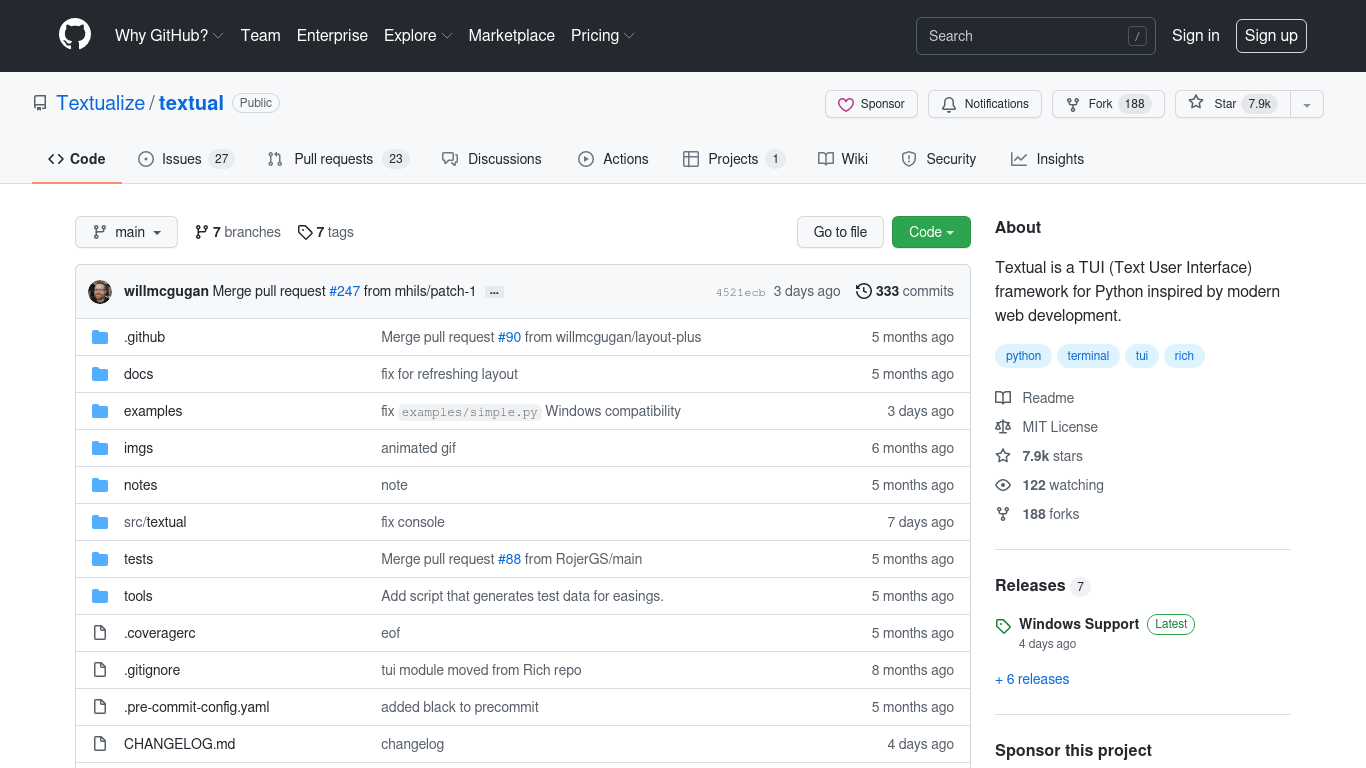 Why GitHub? Team Enterprise Explore Marketplace Pricing Search / Sign in Sign up
Textualize / textual Public Sponsor Notifications Fork 188 Star 7.9k
Code Issues 27 Pull requests 23 Discussions Actions Projects 1 Wiki Security Insights
main 7 branches 7 tags Go to file Code
willmcgugan Merge pull request #247 from mhils/patch-1 ... 4521ecb 3 days ago 333 commits
.github Merge pull request #90 from willmcgugan/layout-plus 5 months ago
docs fix for refreshing layout 5 months ago
examples fix examples/simple.py Windows compatibility 3 days ago
imgs animated gif 6 months ago
notes note 5 months ago
src/textual fix console 7 days ago
tests Merge pull request #88 from RojerGS/main 5 months ago
tools Add script that generates test data for easings. 5 months ago
.coveragerc eof 5 months ago
.gitignore tui module moved from Rich repo 8 months ago
.pre-commit-config.yaml added black to precommit 5 months ago
CHANGELOG.md changelog 4 days ago
About
Textual is a TUI (Text User Interface)
framework for Python inspired by modern
web development.
python terminal tui rich
Readme
MIT License
7.9k stars
122 watching
188 forks
Releases 7
Windows Support Latest
4 days ago
+ 6 releases
Sponsor this project